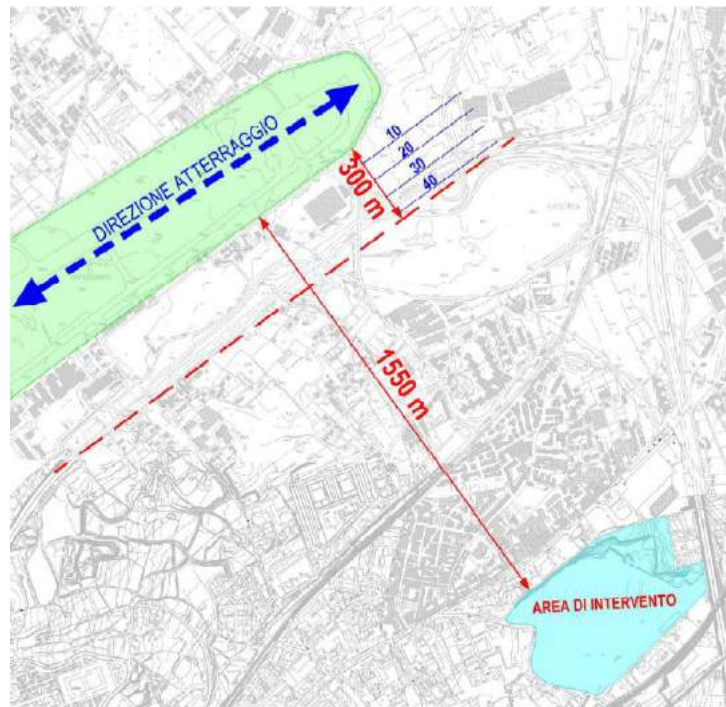 DIREZIONE ATTERRAGGIO
10
20
30
40
300 m
1550 m
AREA DI INTERVENTO